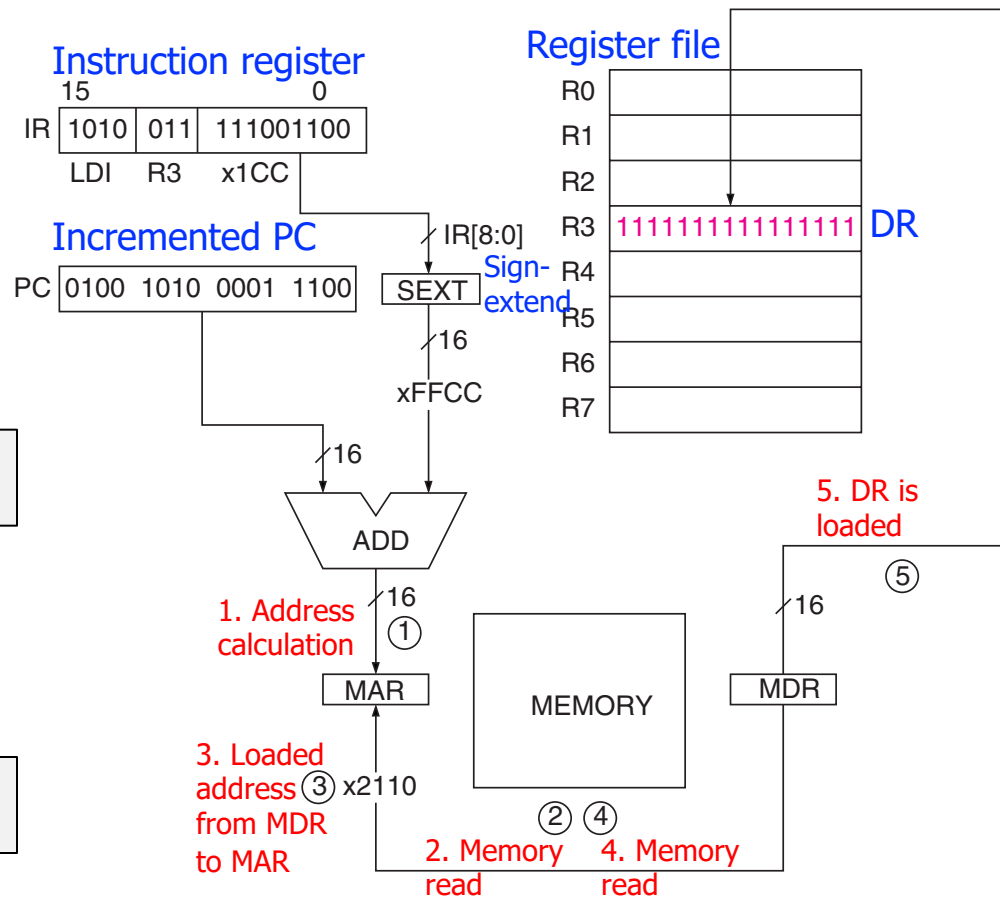 Instruction register
15 0
IR 1010 011 111001100
LDI R3 x1CC
Incremented PC
PC 0100 1010 0001 1100
IR[8:0]
SEXT
Sign-
extend
16
xFFCC
16
ADD
16
1. Address
calculation
1
MAR
3. Loaded
address
from MDR
to MAR
3
x2110
MEMORY
2 4
2. Memory
read
4. Memory
read
MDR
16
5. DR is
loaded
5
Register file
R0
R1
R2
R3 1111111111111111 DR
R4
R5
R6
R7